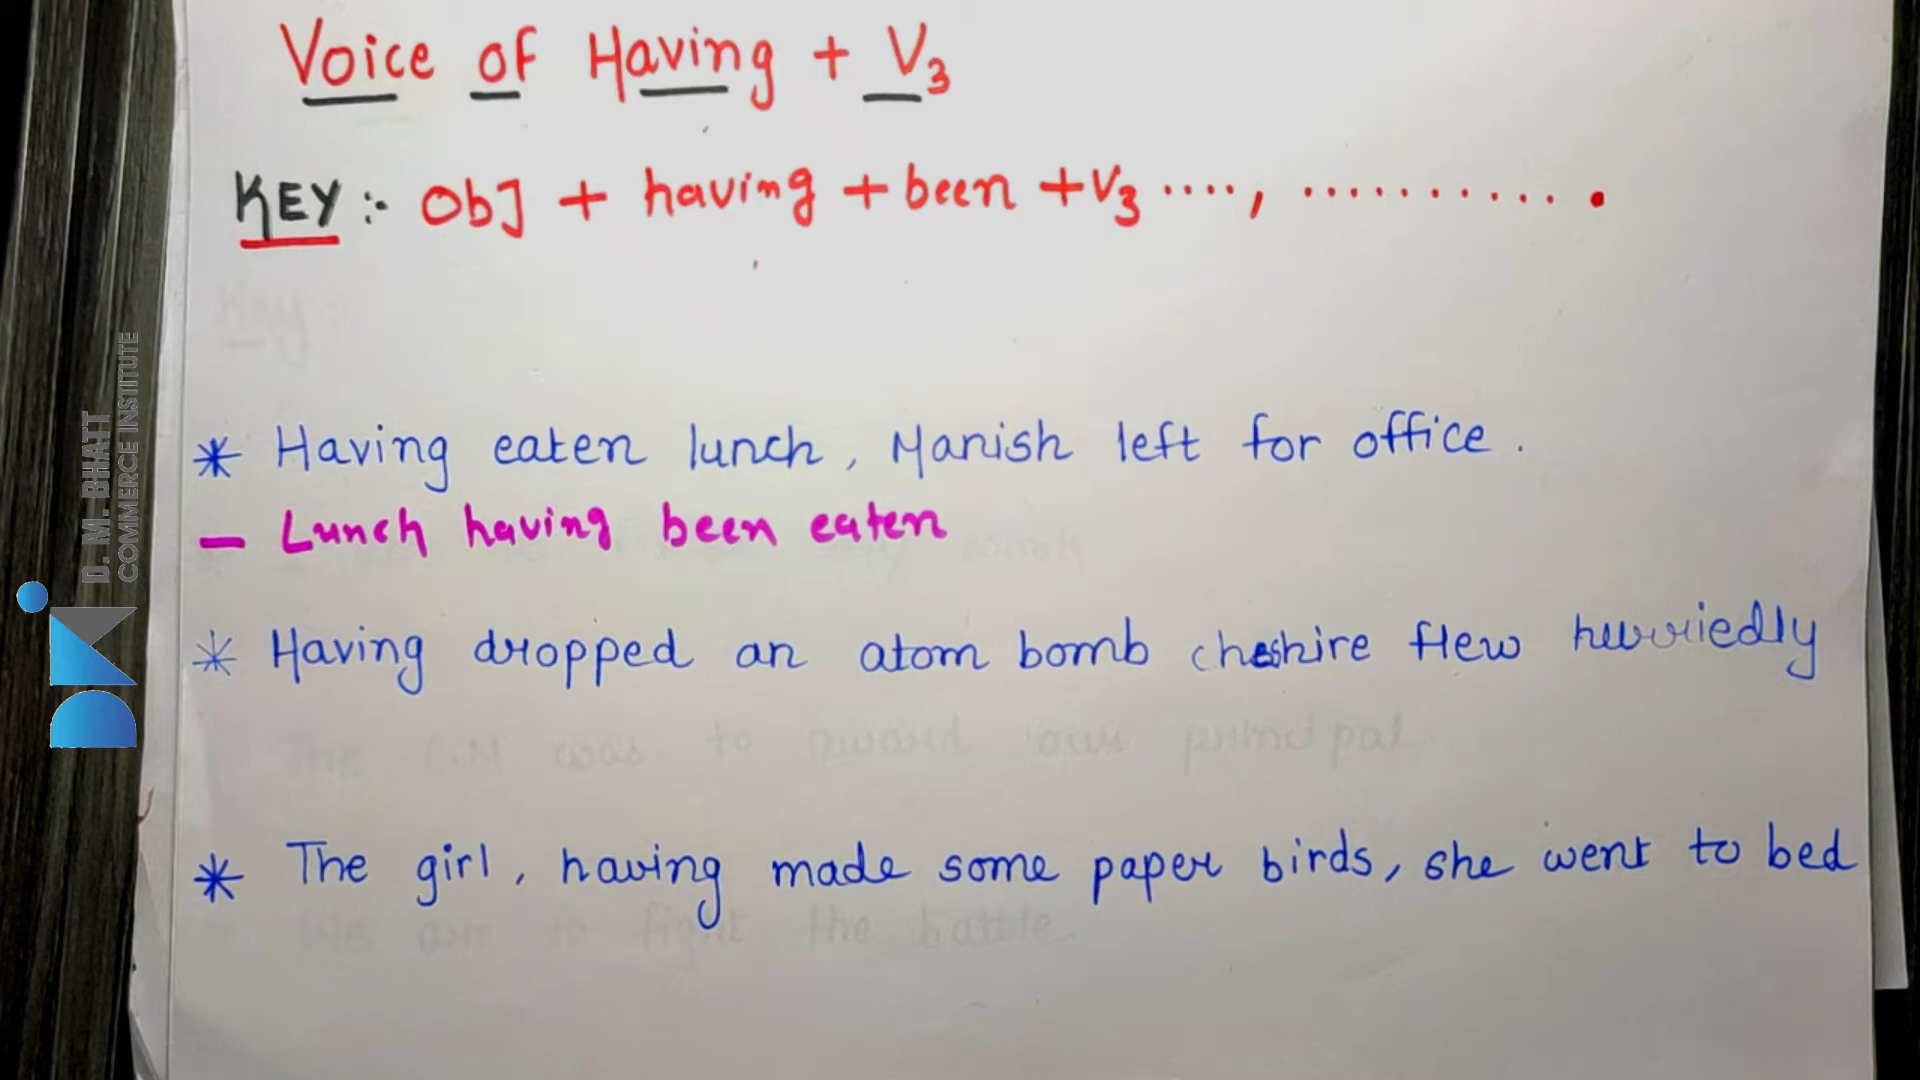 Voice of Having + V3
KEY :- Obj + having + been + V3 ...., .......... .
* Having eaten lunch, Manish left for office.
- Lunch having been eaten
* Having dropped an atom bomb cheshire flew hurriedly
* The girl, having made some paper birds, she went to bed
D. M. BHATT
COMMERCE INSTITUTE